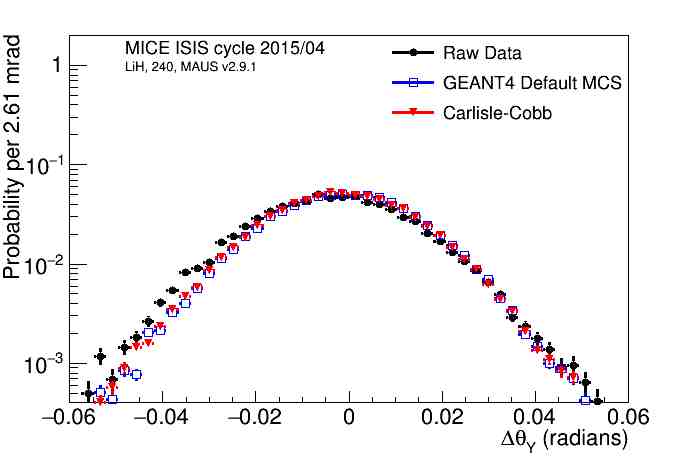 MICE ISIS cycle 2015/04
LiH, 240, MAUS v2.9.1
Raw Data
GEANT4 Default MCS
Carlisle-Cobb
Probability per 2.61 mrad
1
10⁻¹
10⁻²
10⁻³
−0.06 −0.04 −0.02 0 0.02 0.04 0.06
Δθ_Y (radians)